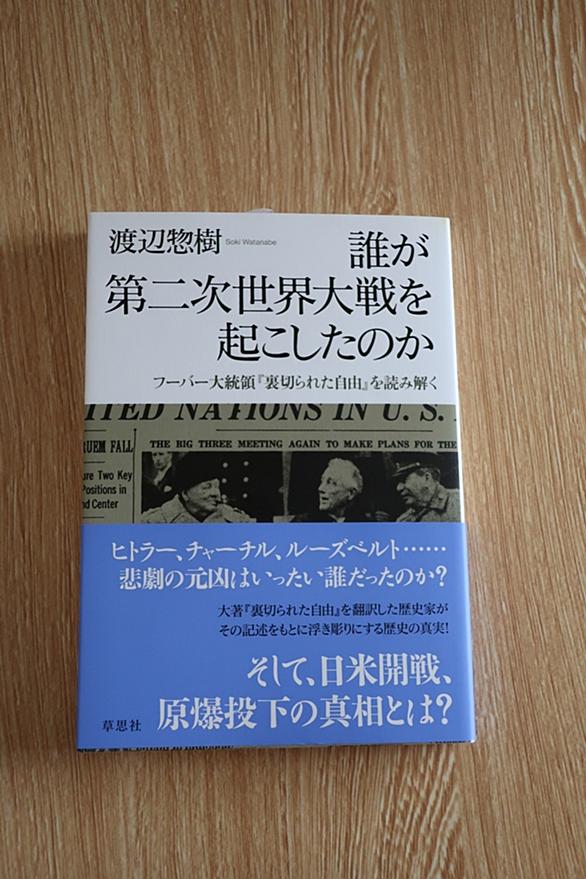 渡辺惣樹 Soki Watanabe
誰が
第二次世界大戦を
起こしたのか
フーバー大統領『裏切られた自由』を読み解く
ITED NATIONS IN U. S.
RUEM FALL
THE BIG THREE MEETING AGAIN TO MAKE PLANS FOR THE
ure Two Key
Positions in
nd Center
ヒトラー、チャーチル、ルーズベルト……
悲劇の元凶はいったい誰だったのか?
大著『裏切られた自由』を翻訳した歴史家が
その記述をもとに浮き彫りにする歴史の真実!
そして、日米開戦、
原爆投下の真相とは?
草思社